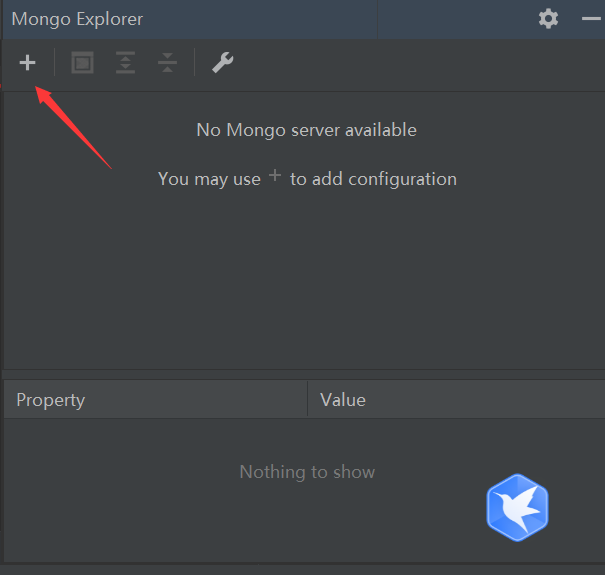 Mongo Explorer
No Mongo server available
You may use + to add configuration
Property Value
Nothing to show